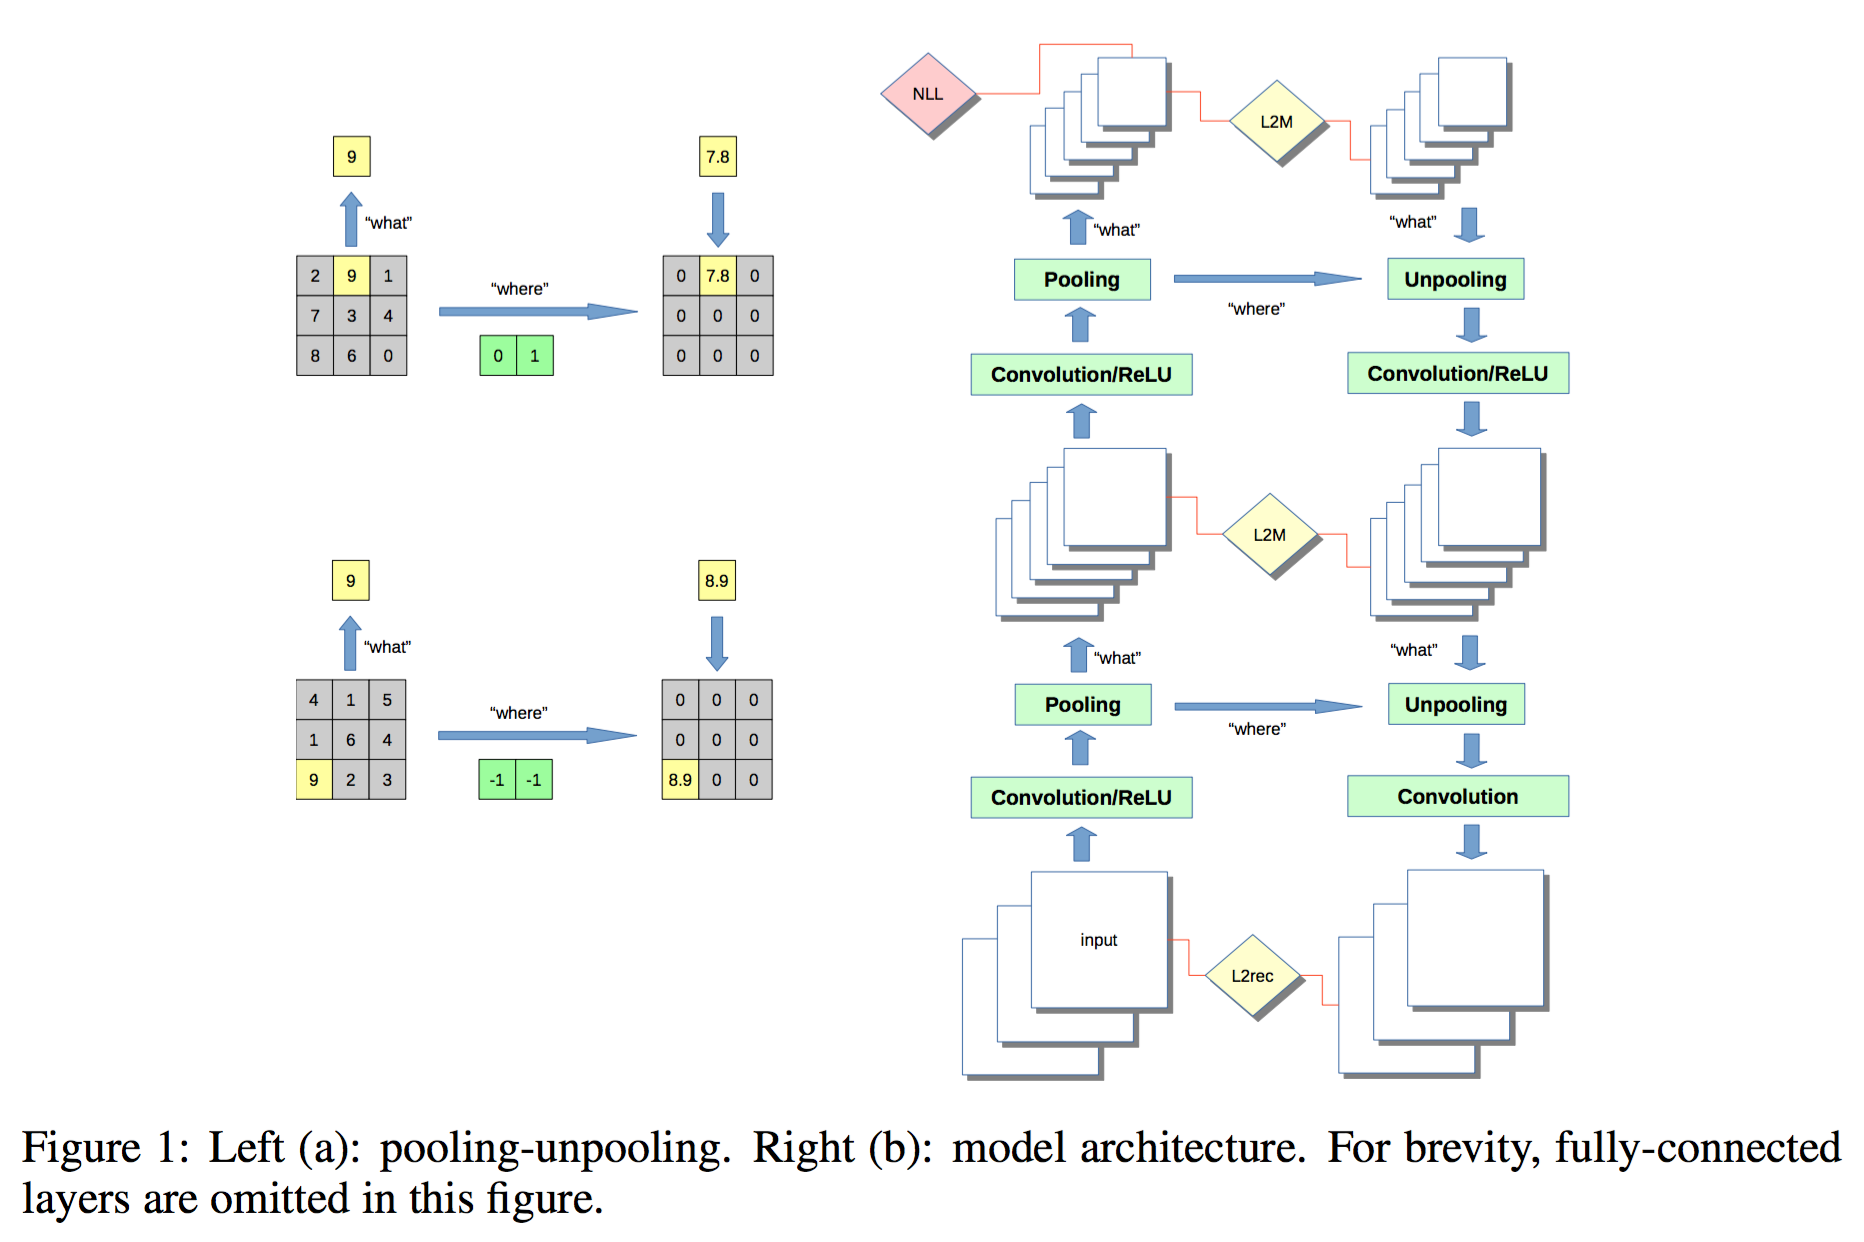 9
"what"
2 9 1
7 3 4
8 6 0
"where"
0 1
7.8
0 7.8 0
0 0 0
0 0 0
9
“what”
4 1 5
1 6 4
9 2 3
“where”
-1 -1
8.9
0 0 0
0 0 0
8.9 0 0
NLL
L2M
“what”
“what”
Pooling
“where”
Unpooling
Convolution/ReLU
Convolution/ReLU
L2M
“what”
“what”
Pooling
“where”
Unpooling
Convolution/ReLU
Convolution
input
L2rec
Figure 1: Left (a): pooling-unpooling. Right (b): model architecture. For brevity, fully-connected
layers are omitted in this figure.